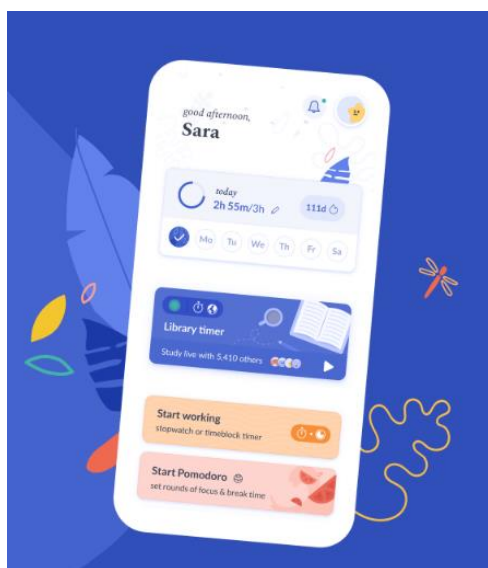 good afternoon,
Sara
today
2h 55m/3h
111d
Mo Tu We Th Fr Sa
Library timer
Study live with 5,410 others
Start working
stopwatch or timeblock timer
Start Pomodoro
set rounds of focus & break time